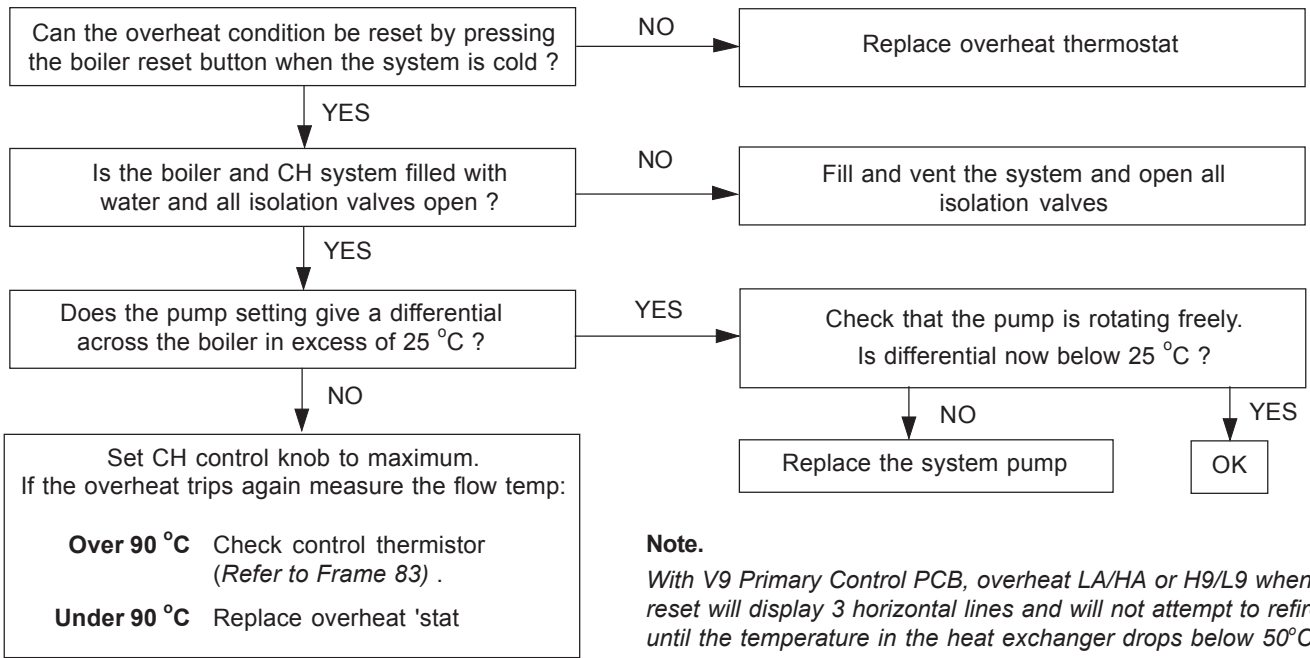 Can the overheat condition be reset by pressing
the boiler reset button when the system is cold ?
NO
Replace overheat thermostat
YES
Is the boiler and CH system filled with
water and all isolation valves open ?
NO
Fill and vent the system and open all
isolation valves
YES
Does the pump setting give a differential
across the boiler in excess of 25 °C ?
YES
Check that the pump is rotating freely.
Is differential now below 25 °C ?
NO
YES
Replace the system pump
OK
NO
Set CH control knob to maximum.
If the overheat trips again measure the flow temp:
Over 90 °C Check control thermistor
(Refer to Frame 83) .
Under 90 °C Replace overheat 'stat
Note.
With V9 Primary Control PCB, overheat LA/HA or H9/L9 when
reset will display 3 horizontal lines and will not attempt to refire
until the temperature in the heat exchanger drops below 50°C